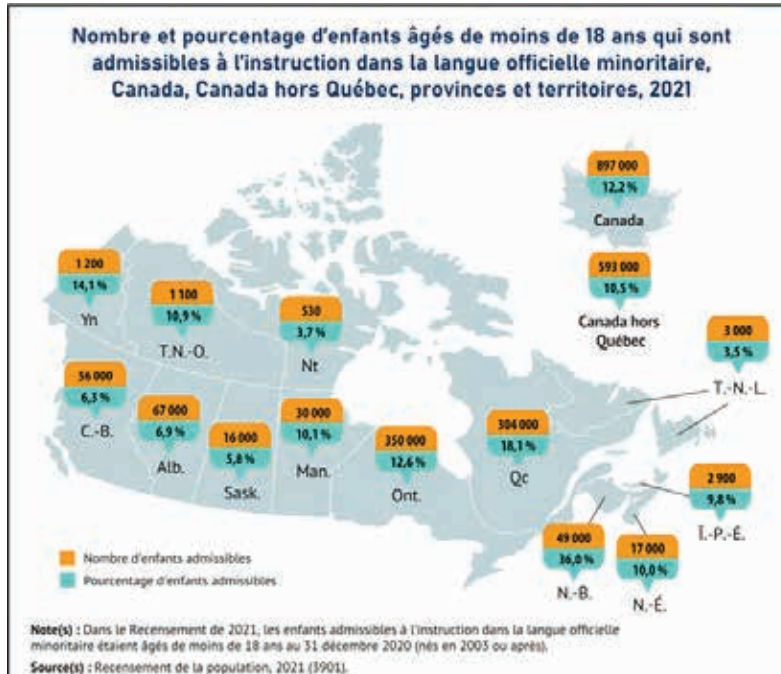 Nombre et pourcentage d'enfants âgés de moins de 18 ans qui sont
admissibles à l'instruction dans la langue officielle minoritaire,
Canada, Canada hors Québec, provinces et territoires, 2021
897 000
12,2 %
Canada
593 000
10,5 %
Canada hors
Québec
1 200
14,1 %
Yn
1 100
10,9 %
T.N.-O.
530
3,7 %
Nt
3 000
3,5 %
T.-N.-L.
56 000
6,3 %
C.-B.
67 000
6,9 %
Alb.
16 000
5,8 %
Sask.
30 000
10,1 %
Man.
350 000
12,6 %
Ont.
304 000
18,1 %
Qc
2 900
9,8 %
Î.-P.-É.
49 000
36,0 %
N.-B.
17 000
10,0 %
N.-É.
Nombre d'enfants admissibles
Pourcentage d'enfants admissibles
Note(s) : Dans le Recensement de 2021, les enfants admissibles à l'instruction dans la langue officielle
minoritaire étaient âgés de moins de 18 ans au 31 décembre 2020 (nés en 2003 ou après).
Source(s) : Recensement de la population, 2021 (3901).